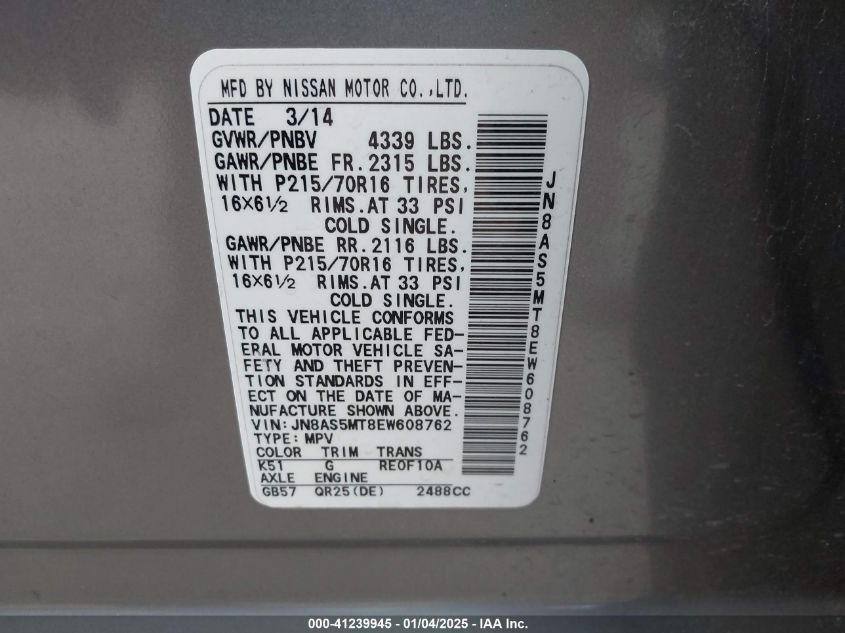 MFD BY NISSAN MOTOR CO.,LTD.
DATE 3/14
GVWR/PNBV 4339 LBS.
GAWR/PNBE FR.2315 LBS.
WITH P215/70R16 TIRES,
16X6½ RIMS.AT 33 PSI
COLD SINGLE.
GAWR/PNBE RR.2116 LBS.
WITH P215/70R16 TIRES,
16X6½ RIMS.AT 33 PSI
COLD SINGLE.
THIS VEHICLE CONFORMS
TO ALL APPLICABLE FED-
ERAL MOTOR VEHICLE SA-
FETY AND THEFT PREVEN-
TION STANDARDS IN EFF-
ECT ON THE DATE OF MA-
NUFACTURE SHOWN ABOVE.
VIN:JN8AS5MT8EW608762
TYPE:MPV
COLOR TRIM TRANS
K51 G RE0F10A
AXLE ENGINE
GB57 QR25(DE) 2488CC
JN8AS5MT8EW608762
000-41239945 - 01/04/2025 - IAA Inc.